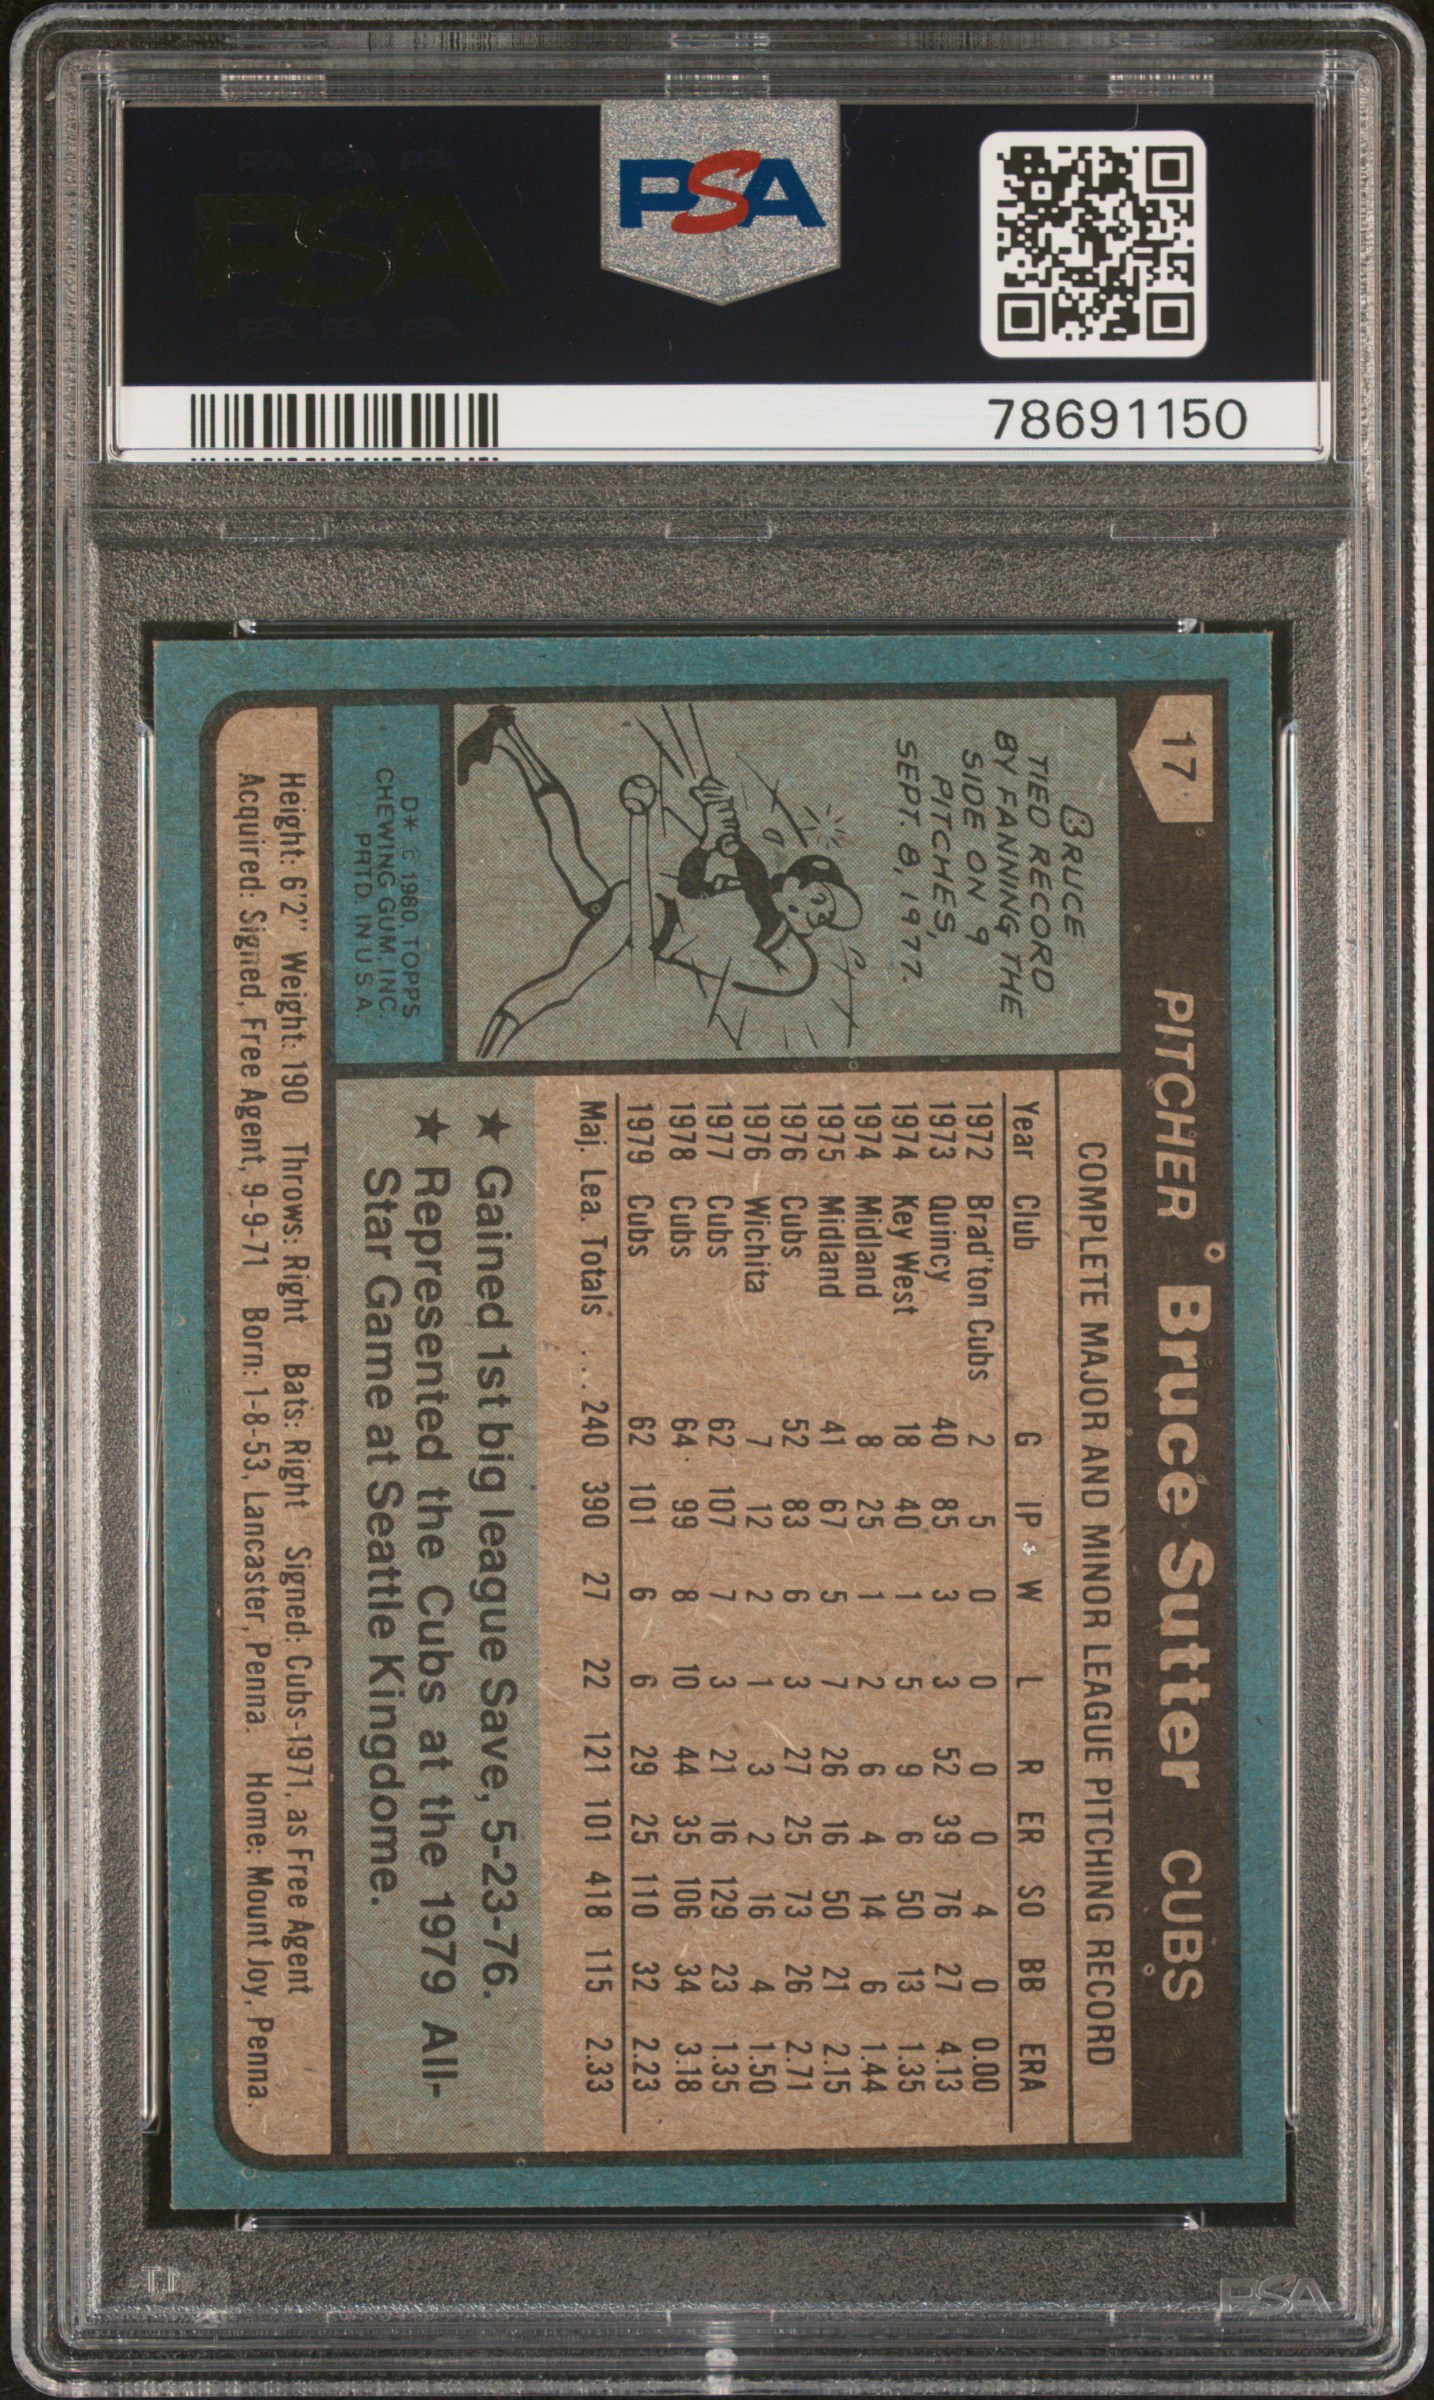 PSA
PSA PSA PSA
PSA
PSA PSA PSA
78691150
17
PITCHER Bruce Sutter CUBS
BRUCE
TIED RECORD
BY FANNING THE
SIDE ON 9
PITCHES,
SEPT. 8, 1977.
D* © 1980, TOPPS
CHEWING GUM, INC.
PRTD. IN U.S.A.
COMPLETE MAJOR AND MINOR LEAGUE PITCHING RECORD
Year Club G IP W L R ER SO BB ERA
1972 Brad'ton Cubs 2 5 0 0 0 0 4 0 0.00
1973 Quincy 40 85 3 3 52 39 76 27 4.13
1974 Key West 18 40 1 5 9 6 50 13 1.35
1974 Midland 8 25 1 2 6 4 14 6 1.44
1975 Midland 41 67 5 7 26 16 50 21 2.15
1976 Cubs 52 83 6 3 27 25 73 26 2.71
1976 Wichita 7 12 2 1 3 2 16 4 1.50
1977 Cubs 62 107 7 3 21 16 129 23 1.35
1978 Cubs 64 99 8 10 44 35 106 34 3.18
1979 Cubs 62 101 6 6 29 25 110 32 2.23
Maj. Lea. Totals ... 240 390 27 22 121 101 418 115 2.33
★ Gained 1st big league Save, 5-23-76.
★ Represented the Cubs at the 1979 All-
Star Game at Seattle Kingdome.
Height: 6'2" Weight: 190 Throws: Right Bats: Right Signed: Cubs-1971, as Free Agent
Acquired: Signed, Free Agent, 9-9-71 Born: 1-8-53, Lancaster, Penna. Home: Mount Joy, Penna.
PSA